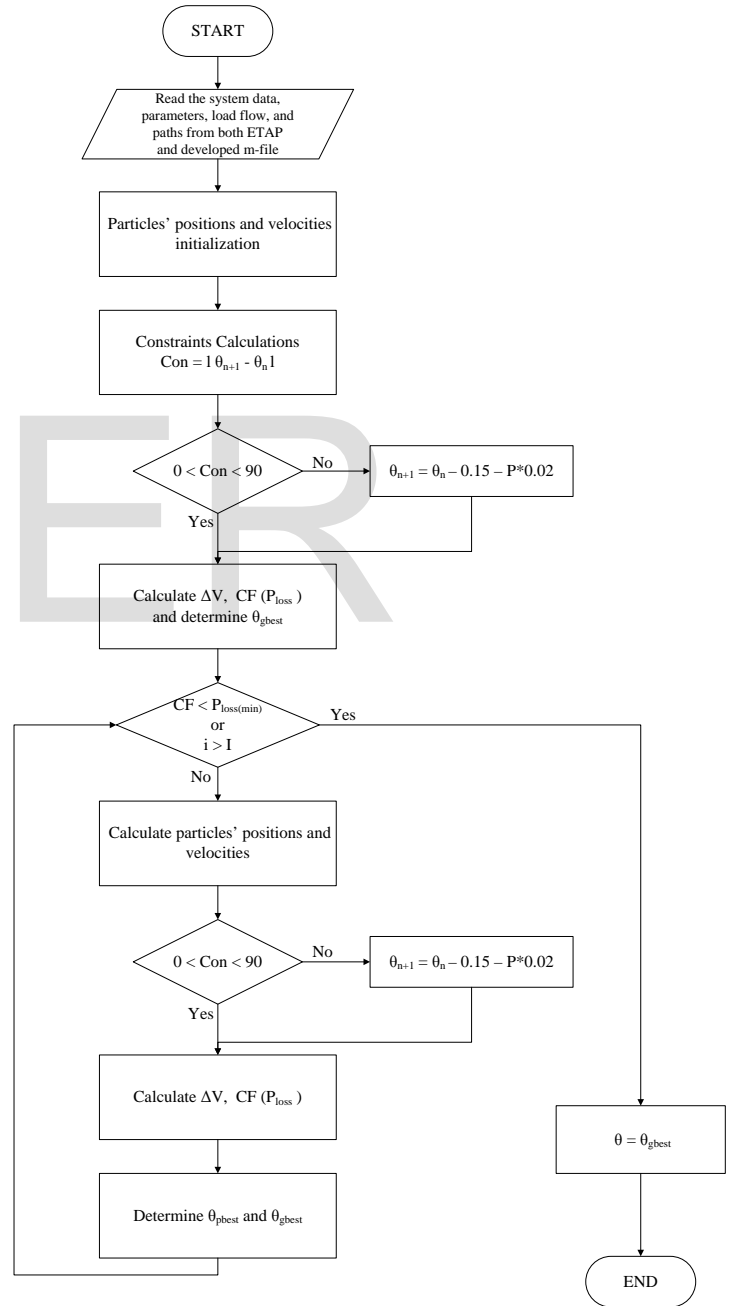 START
Read the system data,
parameters, load flow, and
paths from both ETAP
and developed m-file
Particles’ positions and velocities
initialization
Constraints Calculations
Con = l θn+1 - θn l
0 < Con < 90
No
θn+1 = θn – 0.15 – P*0.02
Yes
ER
Calculate ΔV, CF (Ploss )
and determine θgbest
CF < Ploss(min)
or
i > I
Yes
No
Calculate particles’ positions and
velocities
0 < Con < 90
No
θn+1 = θn – 0.15 – P*0.02
Yes
Calculate ΔV, CF (Ploss )
θ = θgbest
Determine θpbest and θgbest
END